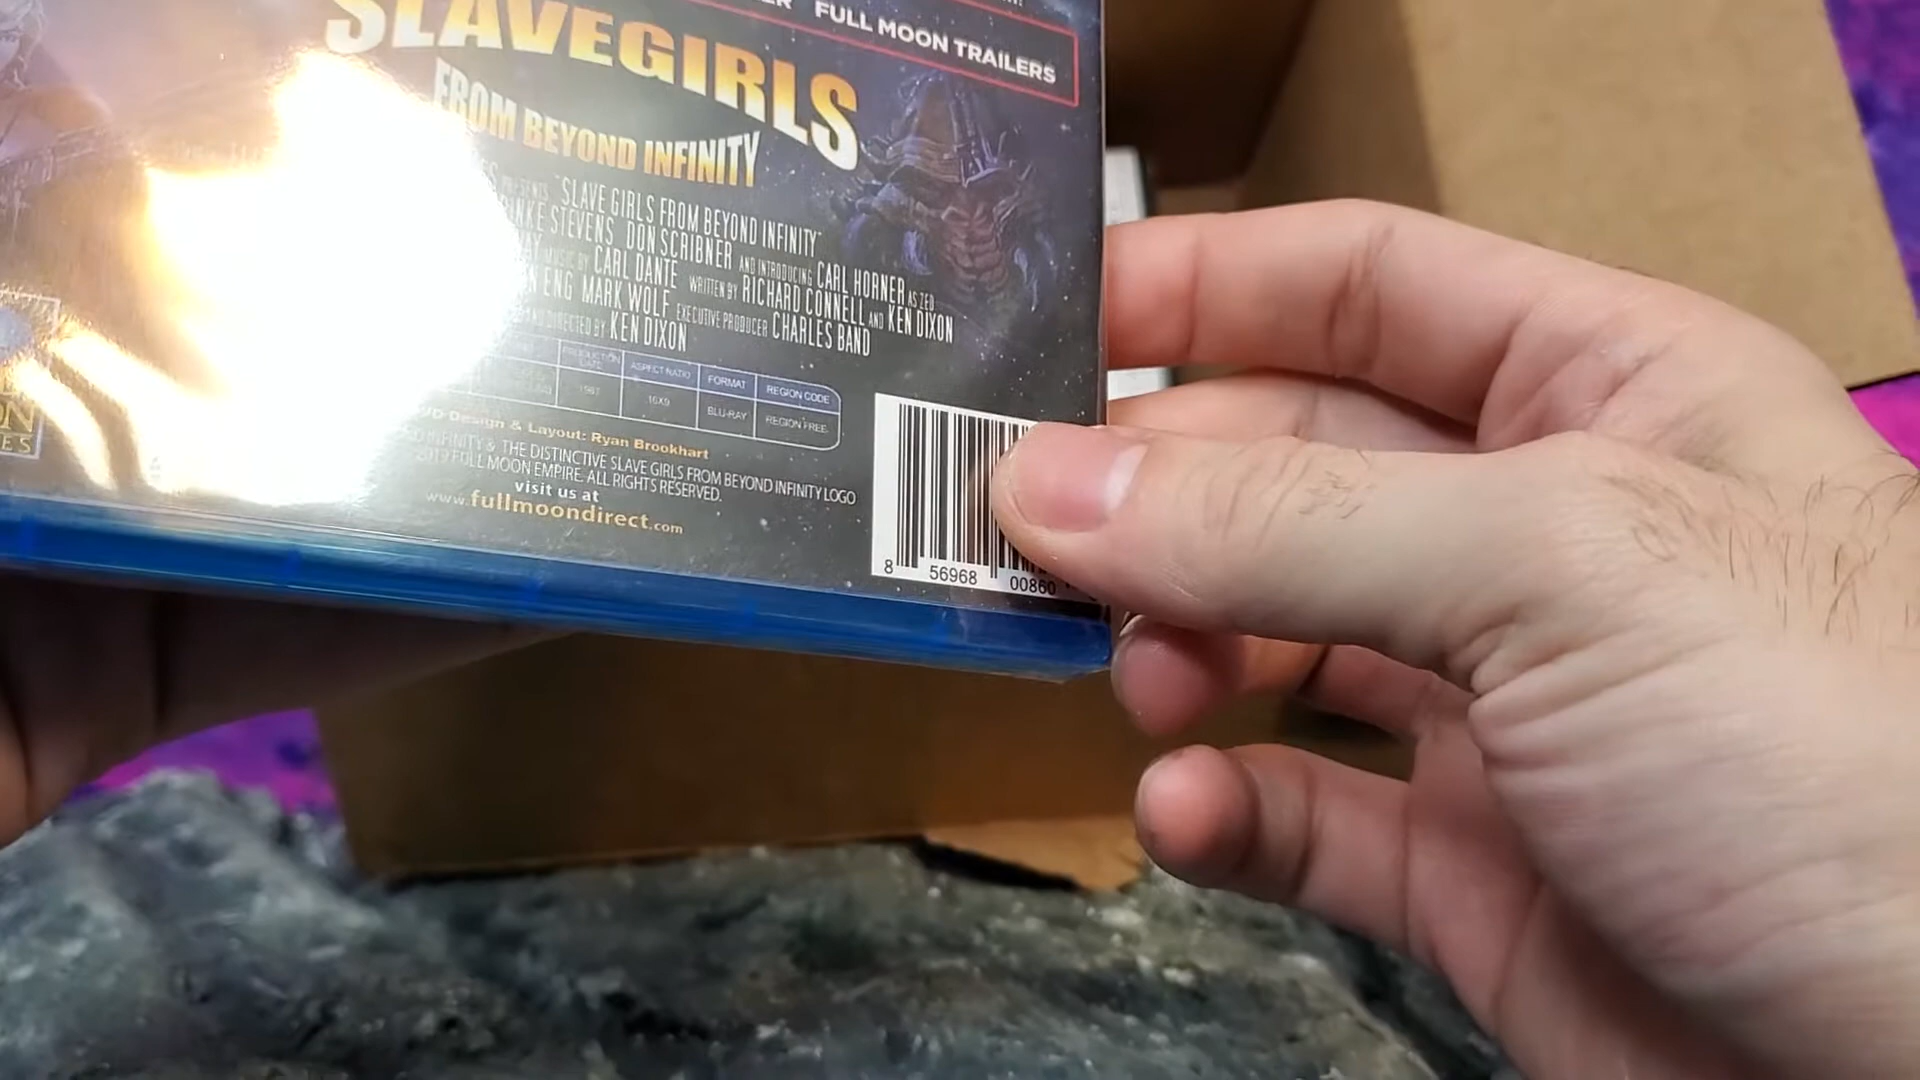 FULL MOON TRAILERS
SLAVEGIRLS
FROM BEYOND INFINITY
PRESENTS "SLAVE GIRLS FROM BEYOND INFINITY"
STEVENS DON SCRIBNER AND INTRODUCING CARL HORNER AS ZED
MUSIC BY CARL DANTE WRITTEN BY RICHARD CONNELL AND KEN DIXON
ENG MARK WOLF EXECUTIVE PRODUCER CHARLES BAND
AND DIRECTED BY KEN DIXON
PRODUCTION DATE ASPECT RATIO FORMAT REGION CODE
1987 16X9 BLU-RAY REGION FREE
Design & Layout: Ryan Brookhart
INFINITY & THE DISTINCTIVE SLAVE GIRLS FROM BEYOND INFINITY LOGO
2019 FULL MOON EMPIRE. ALL RIGHTS RESERVED.
visit us at
www.fullmoondirect.com
8 56968 00860